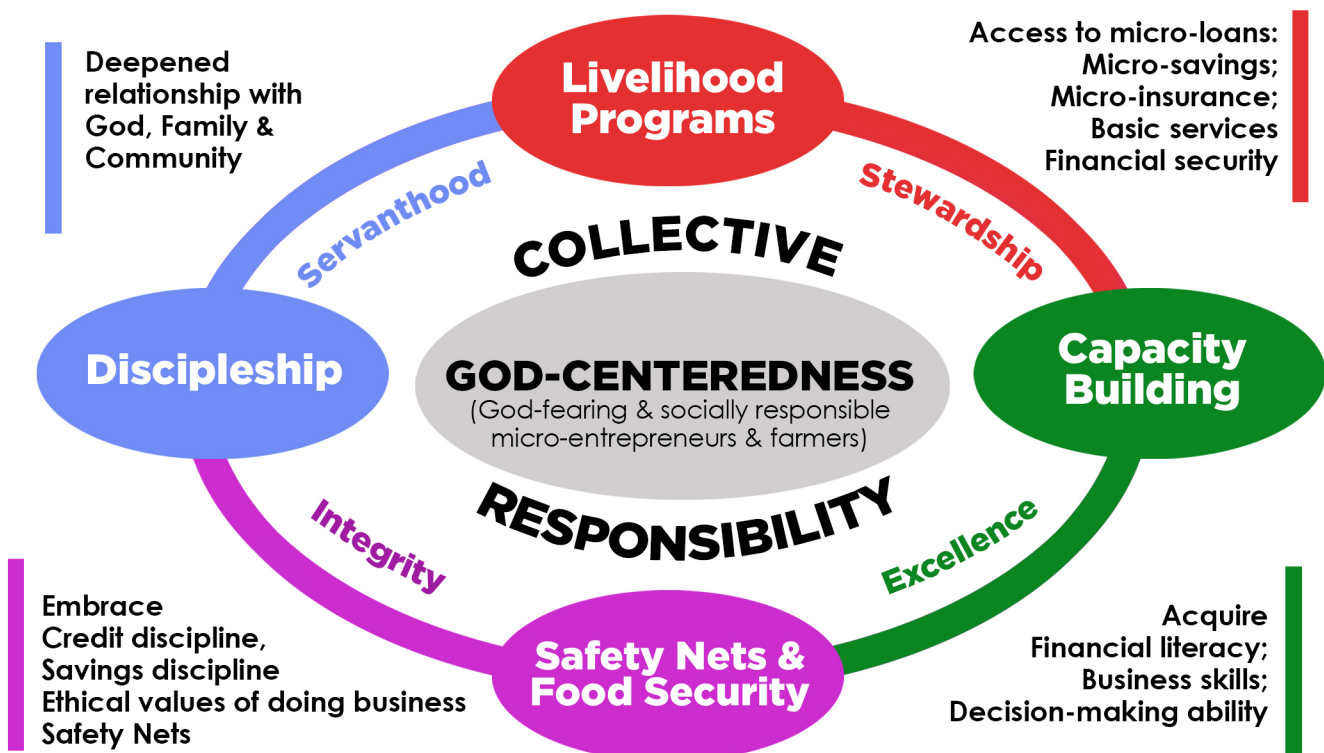 Deepened
relationship with
God, Family &
Community
Livelihood
Programs
Access to micro-loans:
Micro-savings;
Micro-insurance;
Basic services
Financial security
Servanthood
Stewardship
COLLECTIVE
Discipleship
GOD-CENTEREDNESS
(God-fearing & socially responsible
micro-entrepreneurs & farmers)
Capacity
Building
RESPONSIBILITY
Integrity
Excellence
Embrace
Credit discipline,
Savings discipline
Ethical values of doing business
Safety Nets
Safety Nets &
Food Security
Acquire
Financial literacy;
Business skills;
Decision-making ability